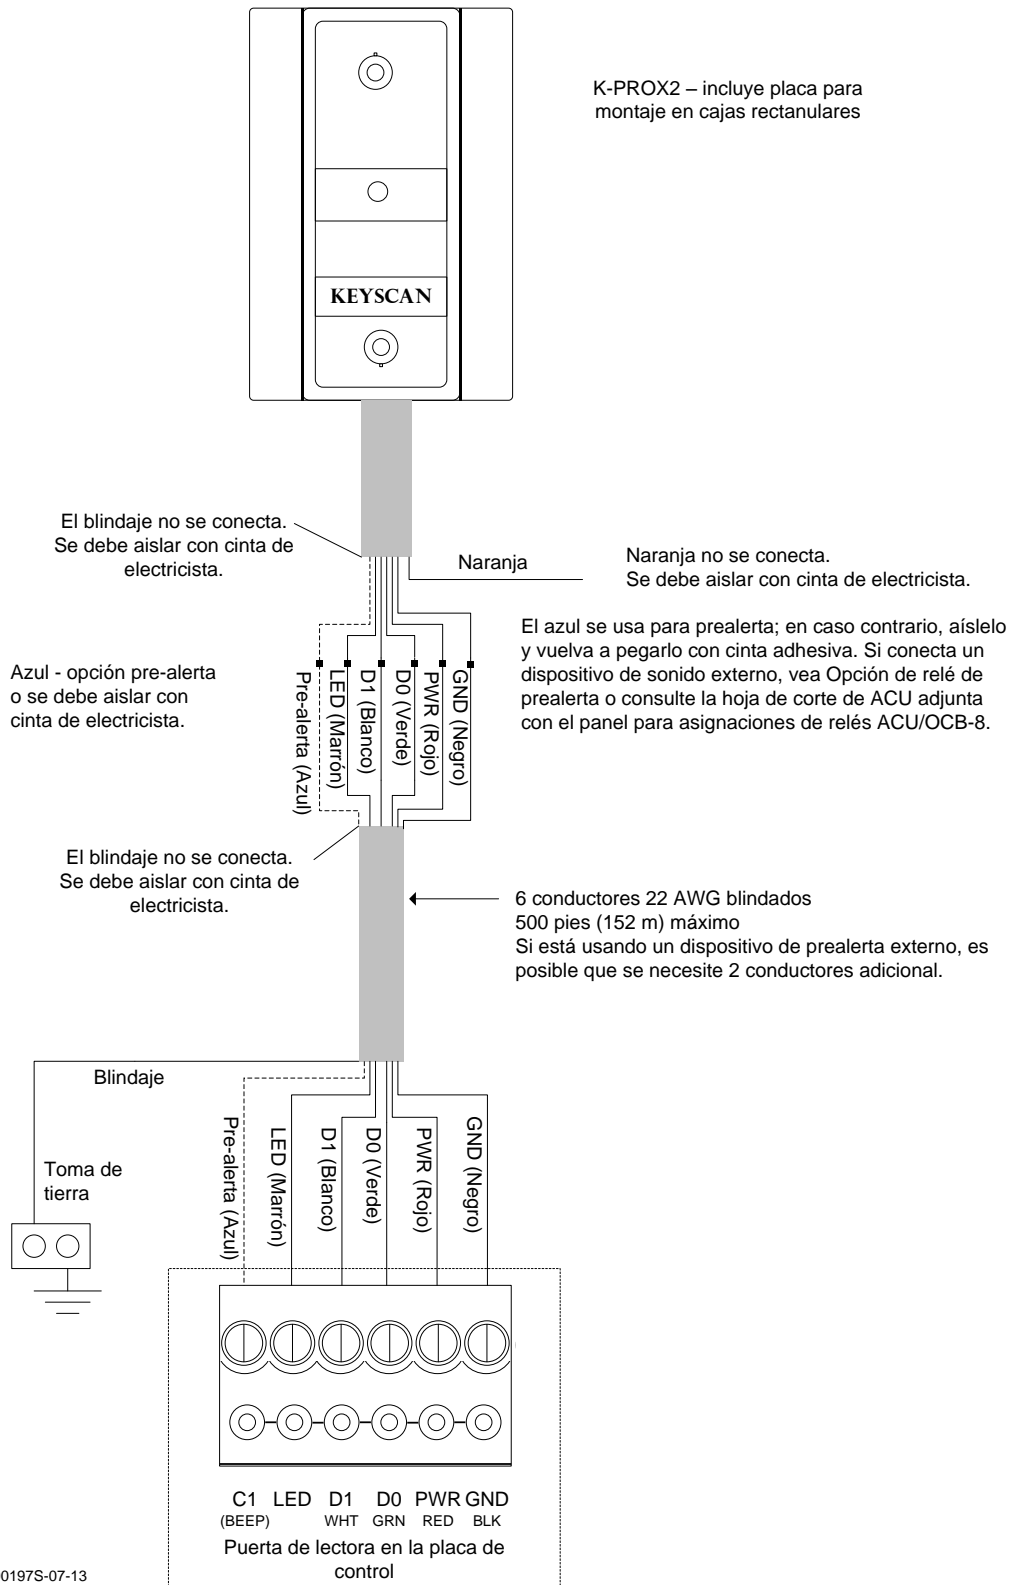 K-PROX2 – incluye placa para
montaje en cajas rectanulares
KEYSCAN
El blindaje no se conecta.
Se debe aislar con cinta de
electricista.
Naranja
Naranja no se conecta.
Se debe aislar con cinta de electricista.
El azul se usa para prealerta; en caso contrario, aíslelo
y vuelva a pegarlo con cinta adhesiva. Si conecta un
dispositivo de sonido externo, vea Opción de relé de
prealerta o consulte la hoja de corte de ACU adjunta
con el panel para asignaciones de relés ACU/OCB-8.
Azul - opción pre-alerta
o se debe aislar con
cinta de electricista.
Pre-alerta (Azul)
LED (Marrón)
D1 (Blanco)
D0 (Verde)
PWR (Rojo)
GND (Negro)
El blindaje no se conecta.
Se debe aislar con cinta de
electricista.
6 conductores 22 AWG blindados
500 pies (152 m) máximo
Si está usando un dispositivo de prealerta externo, es
posible que se necesite 2 conductores adicional.
Blindaje
Toma de
tierra
Pre-alerta (Azul)
LED (Marrón)
D1 (Blanco)
D0 (Verde)
PWR (Rojo)
GND (Negro)
C1 LED D1 D0 PWR GND
(BEEP) WHT GRN RED BLK
Puerta de lectora en la placa de
control
0197S-07-13